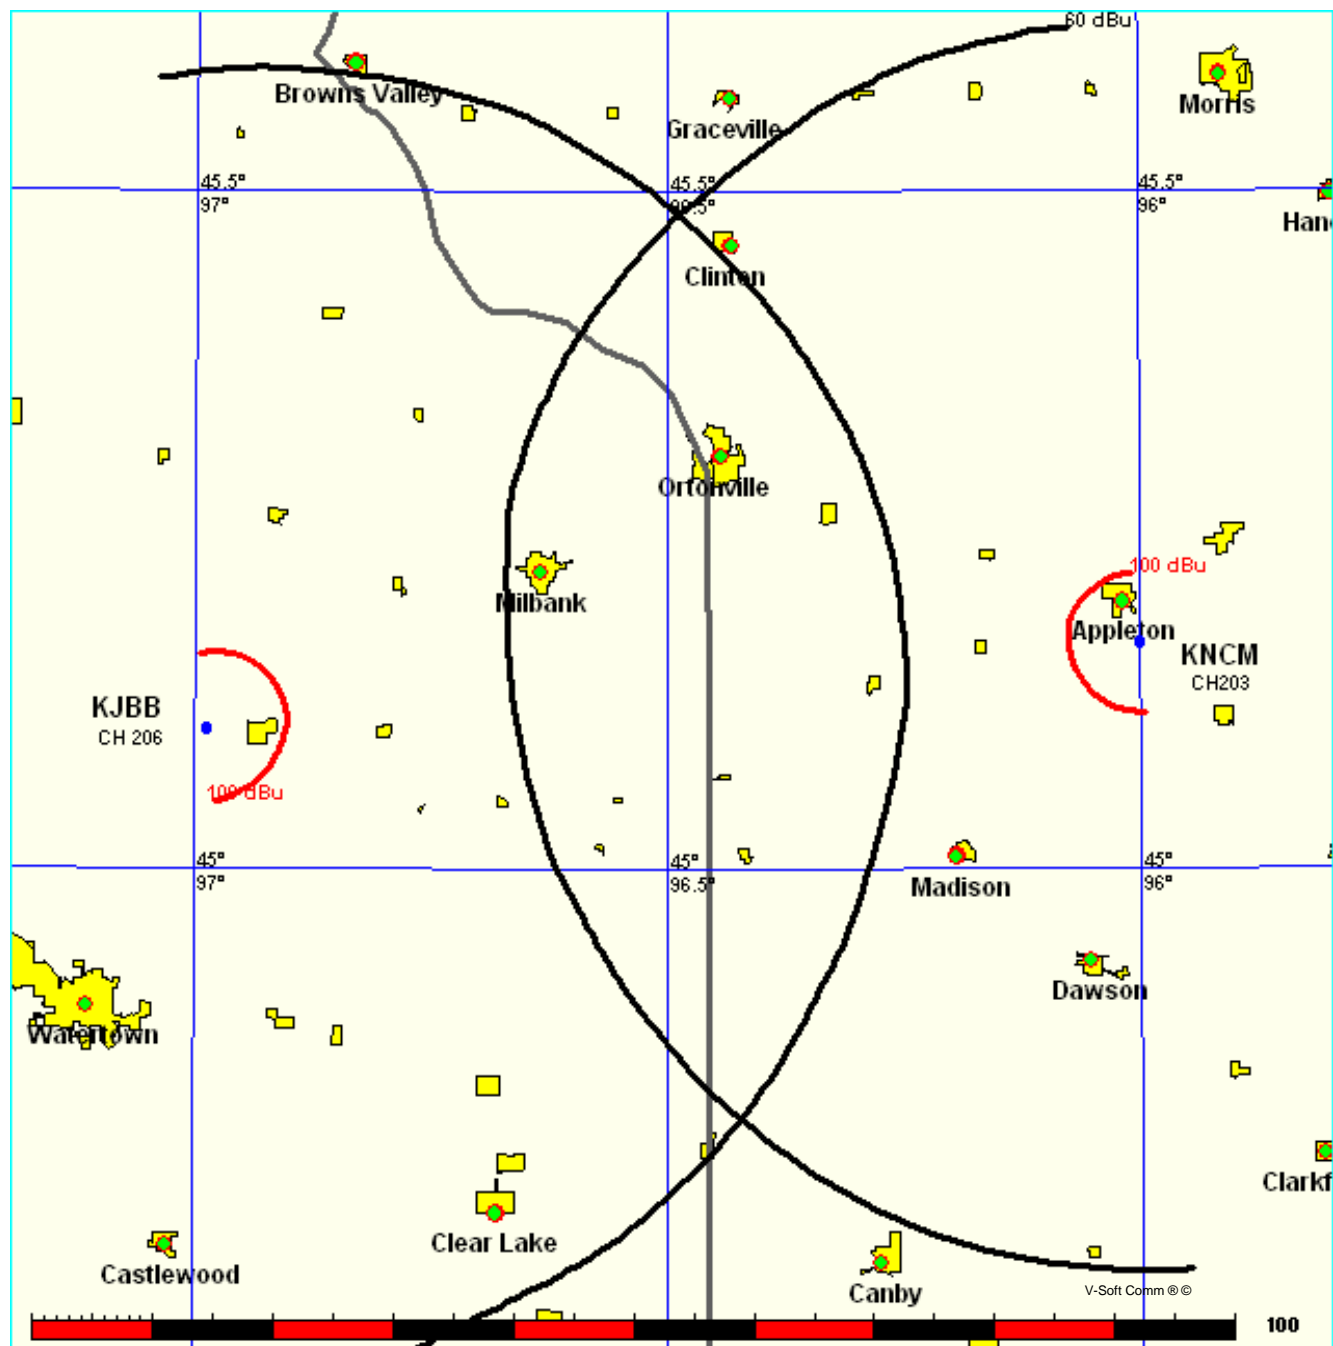 60 dBu
Browns Valley
Graceville
Morris
45.5°
97°
45.5°
96.5°
45.5°
96°
Han
Clinton
Ortonville
Milbank
100 dBu
Appleton
KNCM
CH203
KJBB
CH 206
100 dBu
45°
97°
45°
96.5°
45°
96°
Madison
Dawson
Watertown
Clarkf
Clear Lake
Castlewood
Canby
V-Soft Comm ® ©
100